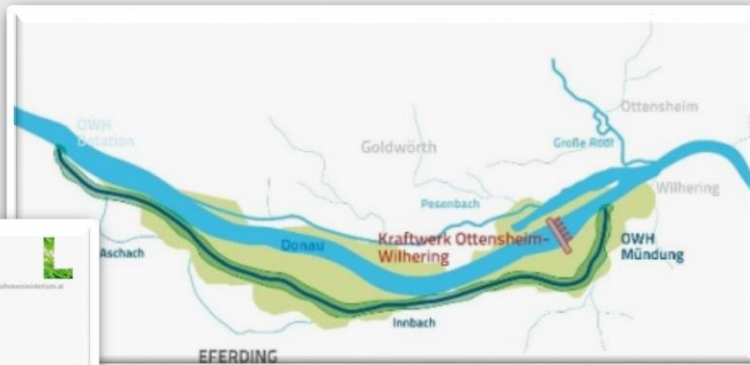 OWH
Dotation
Ottensheim
Goldwörth
Große Rodl
Pesenbach
Wilhering
Donau
Kraftwerk Ottensheim-
Wilhering
OWH
Mündung
Aschach
Innbach
EFERDING
L